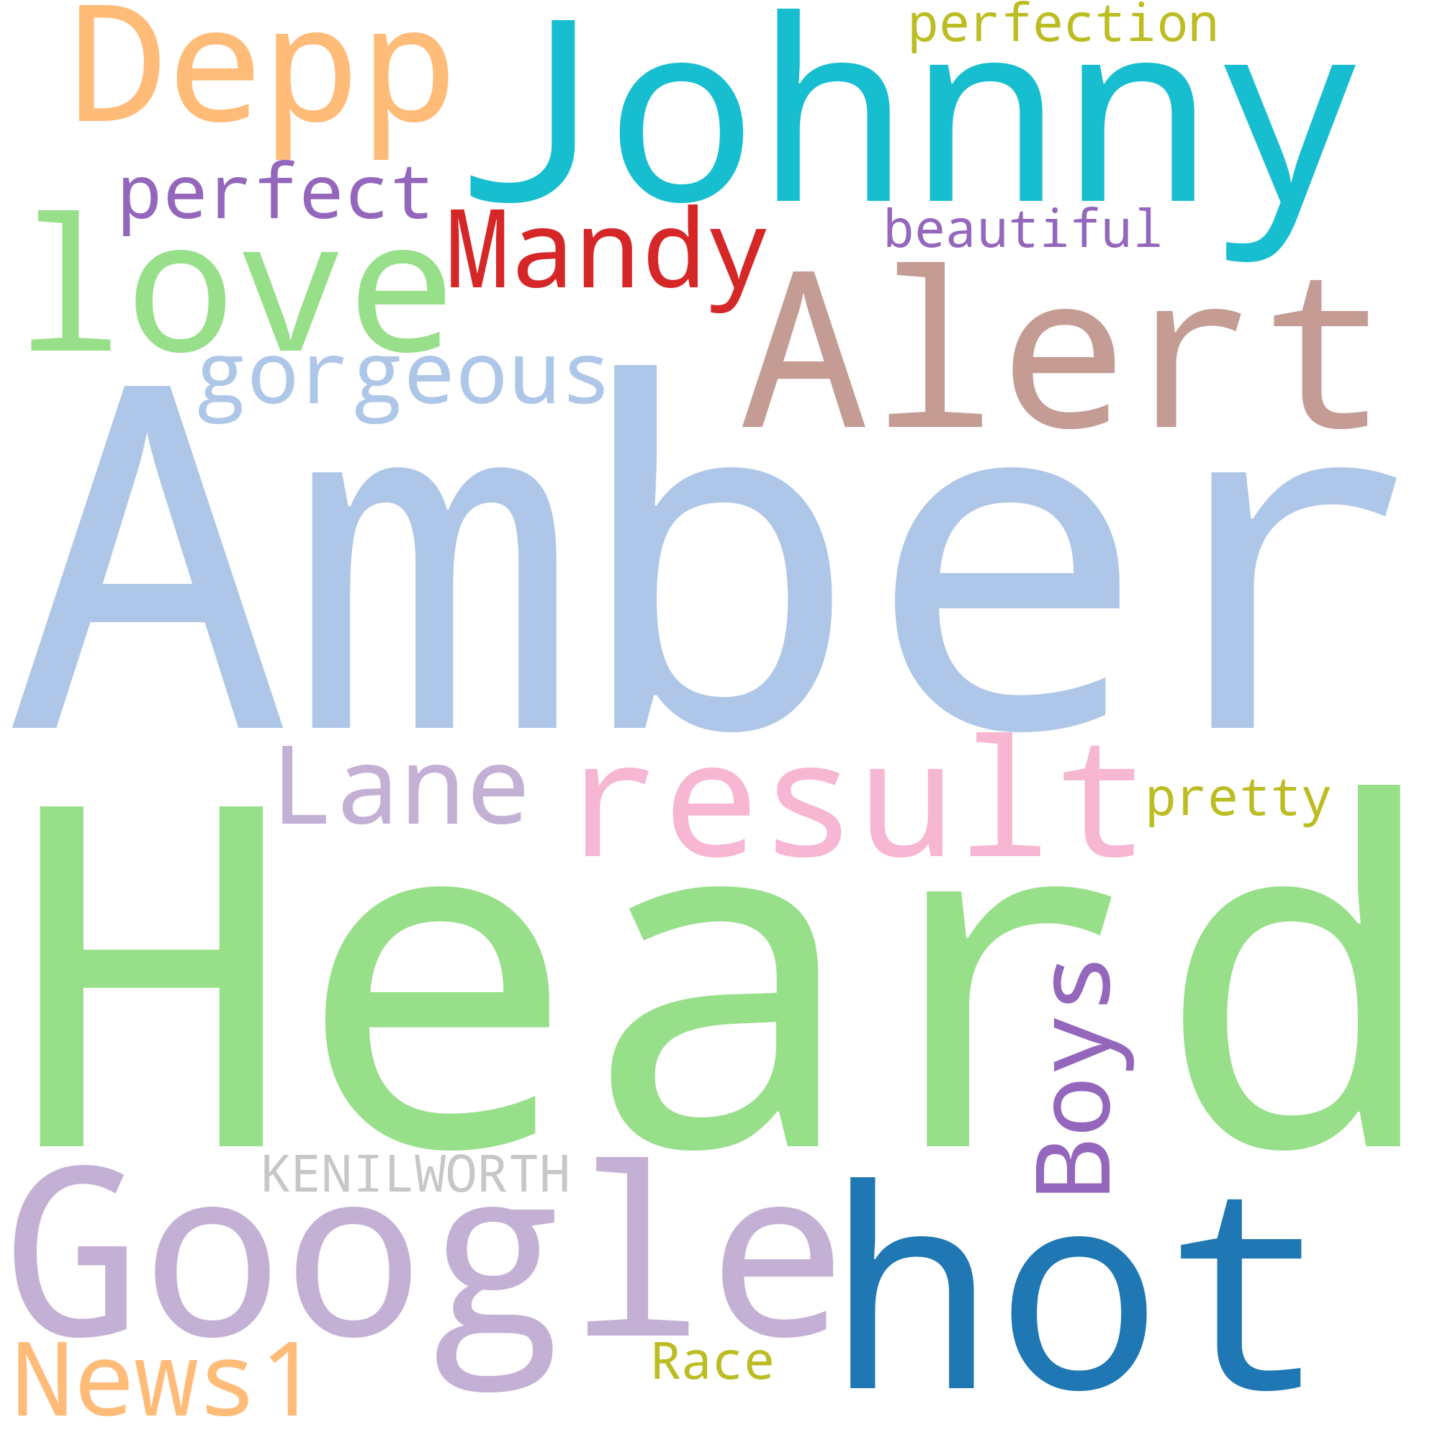 Depp Johnny perfection
perfect
love Mandy beautiful
Alert
gorgeous
Amber
Lane result pretty
Heard
Boys
KENILWORTH
Google hot
News1 Race